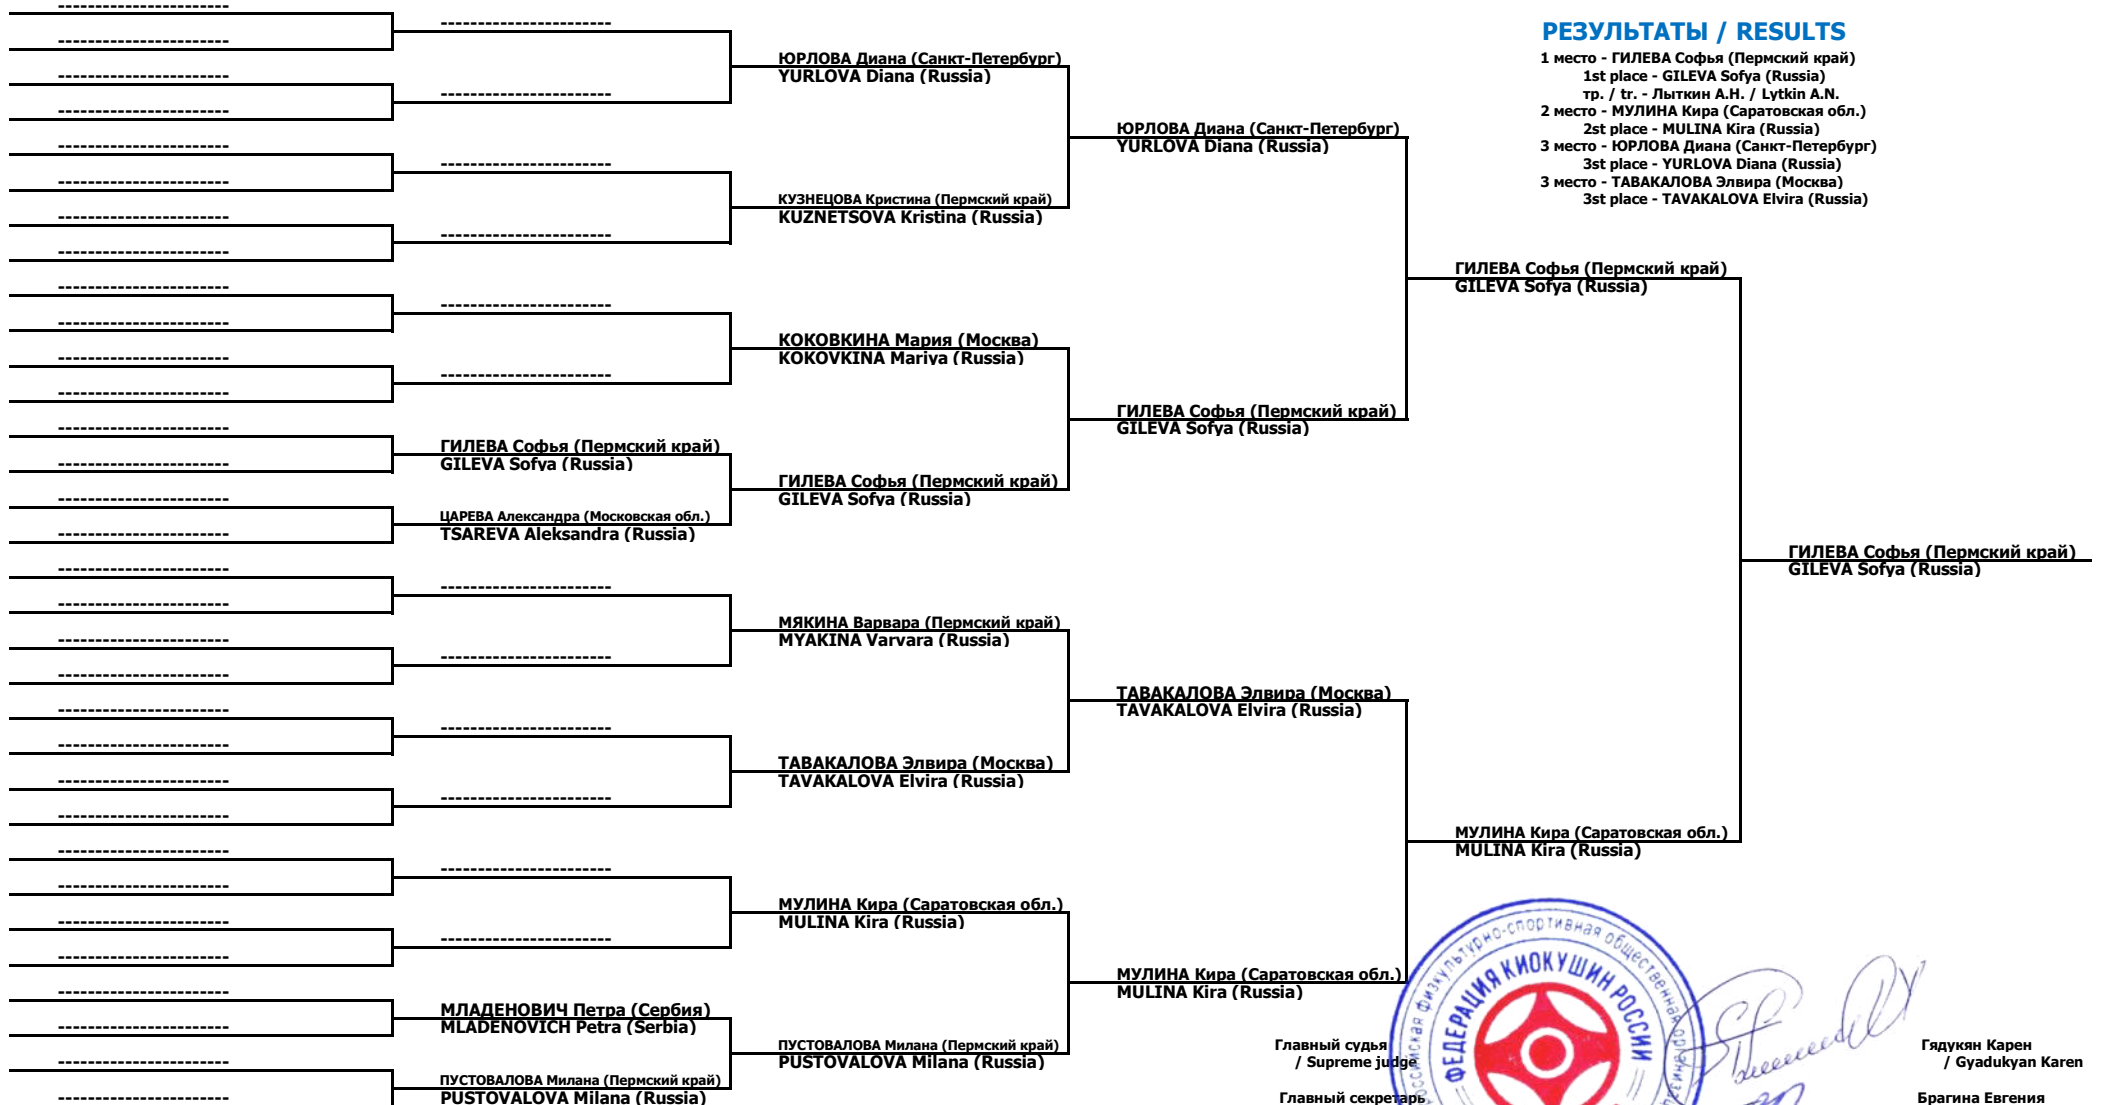 ЮРЛОВА Диана (Санкт-Петербург)
YURLOVA Diana (Russia)
КУЗНЕЦОВА Кристина (Пермский край)
KUZNETSOVA Kristina (Russia)
КОКОВКИНА Мария (Москва)
KOKOVKINA Mariya (Russia)
ГИЛЕВА Софья (Пермский край)
GILEVA Sofya (Russia)
ЦАРЕВА Александра (Московская обл.)
TSAREVA Aleksandra (Russia)
ГИЛЕВА Софья (Пермский край)
GILEVA Sofya (Russia)
МЯКИНА Варвара (Пермский край)
MYAKINA Varvara (Russia)
ТАВАКАЛОВА Элвира (Москва)
TAVAKALOVA Elvira (Russia)
МУЛИНА Кира (Саратовская обл.)
MULINA Kira (Russia)
МЛАДЕНОВИЧ Петра (Сербия)
MLADENOVICH Petra (Serbia)
ПУСТОВАЛОВА Милана (Пермский край)
PUSTOVALOVA Milana (Russia)
ПУСТОВАЛОВА Милана (Пермский край)
PUSTOVALOVA Milana (Russia)
ЮРЛОВА Диана (Санкт-Петербург)
YURLOVA Diana (Russia)
ГИЛЕВА Софья (Пермский край)
GILEVA Sofya (Russia)
ТАВАКАЛОВА Элвира (Москва)
TAVAKALOVA Elvira (Russia)
МУЛИНА Кира (Саратовская обл.)
MULINA Kira (Russia)
ГИЛЕВА Софья (Пермский край)
GILEVA Sofya (Russia)
МУЛИНА Кира (Саратовская обл.)
MULINA Kira (Russia)
ГИЛЕВА Софья (Пермский край)
GILEVA Sofya (Russia)
РЕЗУЛЬТАТЫ / RESULTS
1 место - ГИЛЕВА Софья (Пермский край)
1st place - GILEVA Sofya (Russia)
тр. / tr. - Лыткин А.Н. / Lytkin A.N.
2 место - МУЛИНА Кира (Саратовская обл.)
2st place - MULINA Kira (Russia)
3 место - ЮРЛОВА Диана (Санкт-Петербург)
3st place - YURLOVA Diana (Russia)
3 место - ТАВАКАЛОВА Элвира (Москва)
3st place - TAVAKALOVA Elvira (Russia)
Главный судья
/ Supreme judge
Гядукян Карен
/ Gyadukyan Karen
Главный секретарь
Брагина Евгения
физкультурно-спортивная общественная
ФЕДЕРАЦИЯ КИОКУШИН РОССИИ